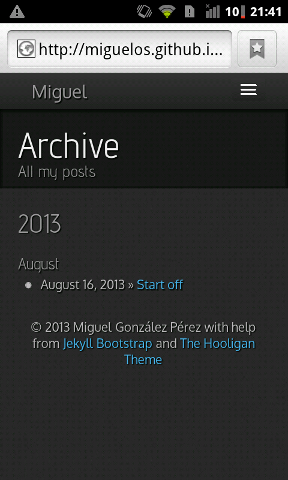 10 21:41
http://miguelos.github.i...
Miguel
Archive
All my posts
2013
August
August 16, 2013 » Start off
© 2013 Miguel González Pérez with help
from Jekyll Bootstrap and The Hooligan
Theme